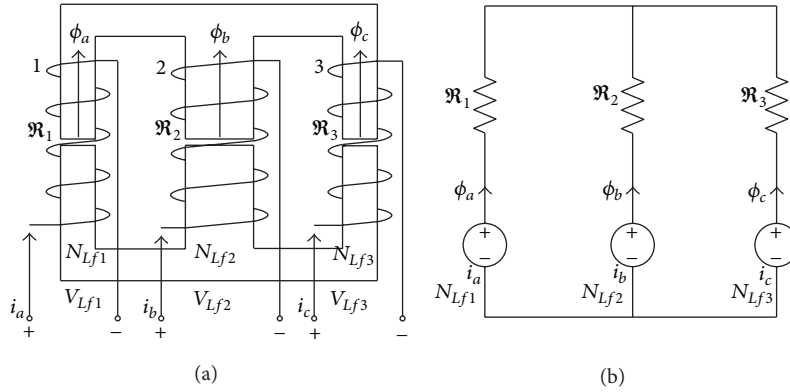 ϕa ϕb ϕc
1 2 3
ℜ1 ℜ2 ℜ3
NLf1 NLf2 NLf3
ia VLf1 ib VLf2 ic VLf3
+ − + − + −
(a)
ℜ1 ℜ2 ℜ3
ϕa ϕb ϕc
+ + +
− − −
ia ib ic
NLf1 NLf2 NLf3
(b)